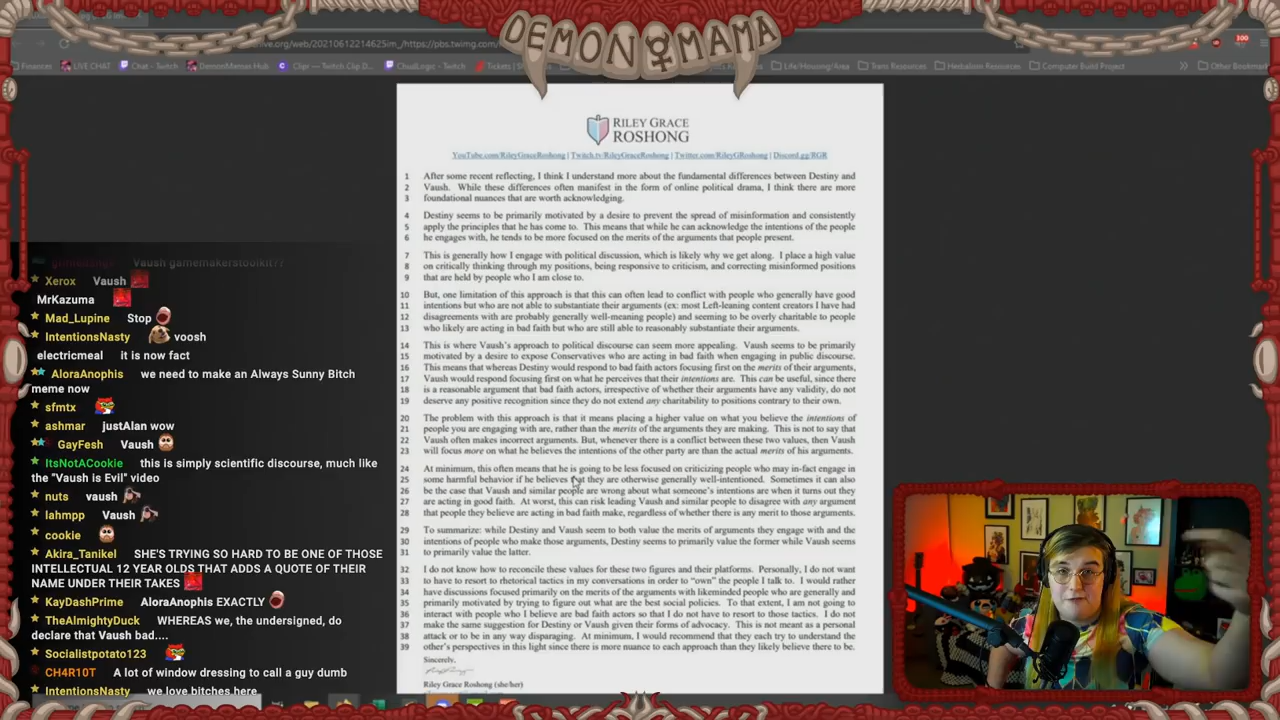 DEMON MAMA
live.org/web/20210612214625im_/https://pbs.twimg.com/
Finances LIVE CHAT Chat - Twitch DemonMamas Hub Clipr — Twitch Clip D... ChudLogic - Twitch Tickets Life/Housing/Area Trans Resources Herbalism Resources Computer Build Project Other Bookmark
RILEY GRACE
ROSHONG
YouTube.com/RileyGraceRoshong | Twitch.tv/RileyGraceRoshong | Twitter.com/RileyGRoshong | Discord.gg/RGR
1 After some recent reflecting, I think I understand more about the fundamental differences between Destiny and
2 Vaush. While these differences often manifest in the form of online political drama, I think there are more
3 foundational nuances that are worth acknowledging.
4 Destiny seems to be primarily motivated by a desire to prevent the spread of misinformation and consistently
5 apply the principles that he has come to. This means that while he can acknowledge the intentions of the people
6 he engages with, he tends to be more focused on the merits of the arguments that people present.
7 This is generally how I engage with political discussion, which is likely why we get along. I place a high value
8 on critically thinking through my positions, being responsive to criticism, and correcting misinformed positions
9 that are held by people who I am close to.
10 But, one limitation of this approach is that this can often lead to conflict with people who generally have good
11 intentions but who are not able to substantiate their arguments (ex: most Left-leaning content creators I have had
12 disagreements with are probably generally well-meaning people) and seeming to be overly charitable to people
13 who likely are acting in bad faith but who are still able to reasonably substantiate their arguments.
14 This is where Vaush's approach to political discourse can seem more appealing. Vaush seems to be primarily
15 motivated by a desire to expose Conservatives who are acting in bad faith when engaging in public discourse.
16 This means that whereas Destiny would respond to bad faith actors focusing first on the merits of their arguments,
17 Vaush would respond focusing first on what he perceives that their intentions are. This can be useful, since there
18 is a reasonable argument that bad faith actors, irrespective of whether their arguments have any validity, do not
19 deserve any positive recognition since they do not extend any charitability to positions contrary to their own.
20 The problem with this approach is that it means placing a higher value on what you believe the intentions of
21 people you are engaging with are, rather than the merits of the arguments they are making. This is not to say that
22 Vaush often makes incorrect arguments. But, whenever there is a conflict between these two values, then Vaush
23 will focus more on what he believes the intentions of the other party are than the actual merits of his arguments.
24 At minimum, this often means that he is going to be less focused on criticizing people who may in-fact engage in
25 some harmful behavior if he believes that they are otherwise generally well-intentioned. Sometimes it can also
26 be the case that Vaush and similar people are wrong about what someone's intentions are when it turns out they
27 are acting in good faith. At worst, this can risk leading Vaush and similar people to disagree with any argument
28 that people they believe are acting in bad faith make, regardless of whether there is any merit to those arguments.
29 To summarize: while Destiny and Vaush seem to both value the merits of arguments they engage with and the
30 intentions of people who make those arguments, Destiny seems to primarily value the former while Vaush seems
31 to primarily value the latter.
32 I do not know how to reconcile these values for these two figures and their platforms. Personally, I do not want
33 to have to resort to rhetorical tactics in my conversations in order to "own" the people I talk to. I would rather
34 have discussions focused primarily on the merits of the arguments with likeminded people who are generally and
35 primarily motivated by trying to figure out what are the best social policies. To that extent, I am not going to
36 interact with people who I believe are bad faith actors so that I do not have to resort to those tactics. I do not
37 make the same suggestion for Destiny or Vaush given their forms of advocacy. This is not meant as a personal
38 attack or to be in any way disparaging. At minimum, I would recommend that they each try to understand the
39 other's perspectives in this light since there is more nuance to each approach than they likely believe there to be.
Sincerely,
Riley Grace Roshong (she/her)
Vaush gamemakerstoolkit??
Xerox Vaush
MrKazuma
Mad_Lupine Stop
IntentionsNasty voosh
electricmeal it is now fact
AloraAnophis we need to make an Always Sunny Bitch
meme now
sfmtx
ashmar justAlan wow
GayFesh Vaush
ItsNotACookie this is simply scientific discourse, much like
the "Vaush is Evil" video
nuts vaush
lahmpp Vaush
cookie
Akira_Tanikel SHE'S TRYING SO HARD TO BE ONE OF THOSE
INTELLECTUAL 12 YEAR OLDS THAT ADDS A QUOTE OF THEIR
NAME UNDER THEIR TAKES
KayDashPrime AloraAnophis EXACTLY
TheAlmightyLuck WHEREAS we, the undersigned, do
declare that Vaush bad....
Socialistpotato123
CH4R10T A lot of window dressing to call a guy dumb
IntentionsNasty we love bitches here